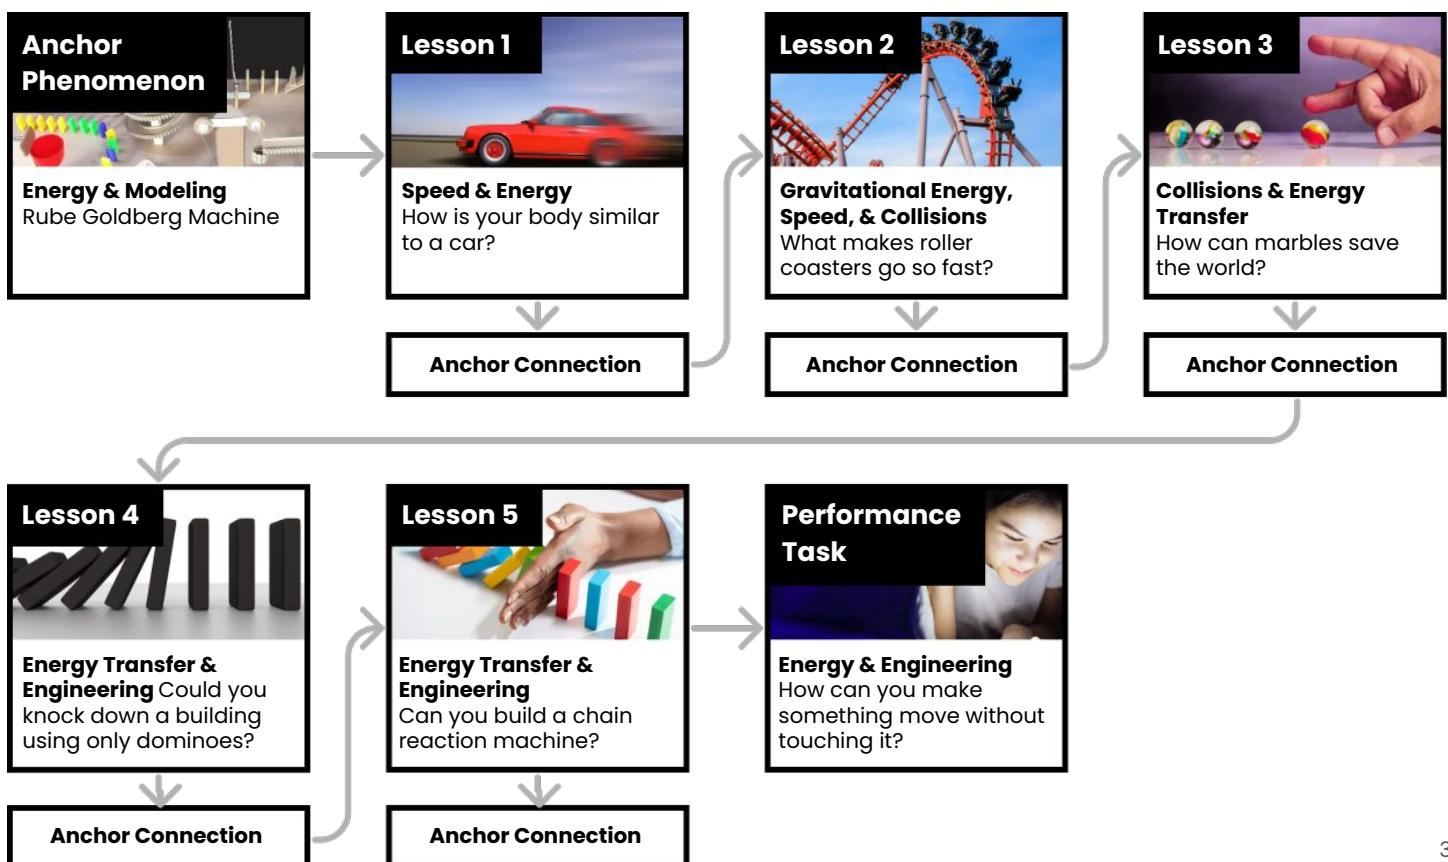 Anchor
Phenomenon
Energy & Modeling
Rube Goldberg Machine
Lesson 1
Speed & Energy
How is your body similar
to a car?
Anchor Connection
Lesson 2
Gravitational Energy,
Speed, & Collisions
What makes roller
coasters go so fast?
Anchor Connection
Lesson 3
Collisions & Energy
Transfer
How can marbles save
the world?
Anchor Connection
Lesson 4
Energy Transfer &
Engineering Could you
knock down a building
using only dominoes?
Anchor Connection
Lesson 5
Energy Transfer &
Engineering
Can you build a chain
reaction machine?
Anchor Connection
Performance
Task
Energy & Engineering
How can you make
something move without
touching it?
3